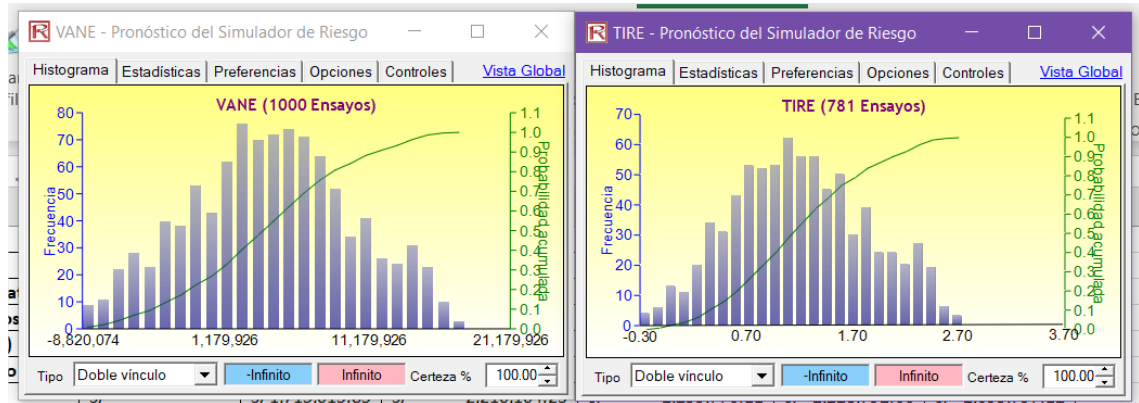 VANE - Pronóstico del Simulador de Riesgo
Histograma Estadísticas Preferencias Opciones Controles Vista Global
VANE (1000 Ensayos)
80
70
60
50
40
30
20
10
0
Frecuencia
1.1
1.0
0.9
0.8
0.7
0.6
0.5
0.4
0.3
0.2
0.1
0.0
Probabilidad acumulada
-8,820,074 1,179,926 11,179,926 21,179,926
Tipo Doble vínculo -Infinito Infinito Certeza % 100.00
TIRE - Pronóstico del Simulador de Riesgo
Histograma Estadísticas Preferencias Opciones Controles Vista Global
TIRE (781 Ensayos)
70
60
50
40
30
20
10
0
Frecuencia
1.1
1.0
0.9
0.8
0.7
0.6
0.5
0.4
0.3
0.2
0.1
0.0
Probabilidad acumulada
-0.30 0.70 1.70 2.70 3.70
Tipo Doble vínculo -Infinito Infinito Certeza % 100.00